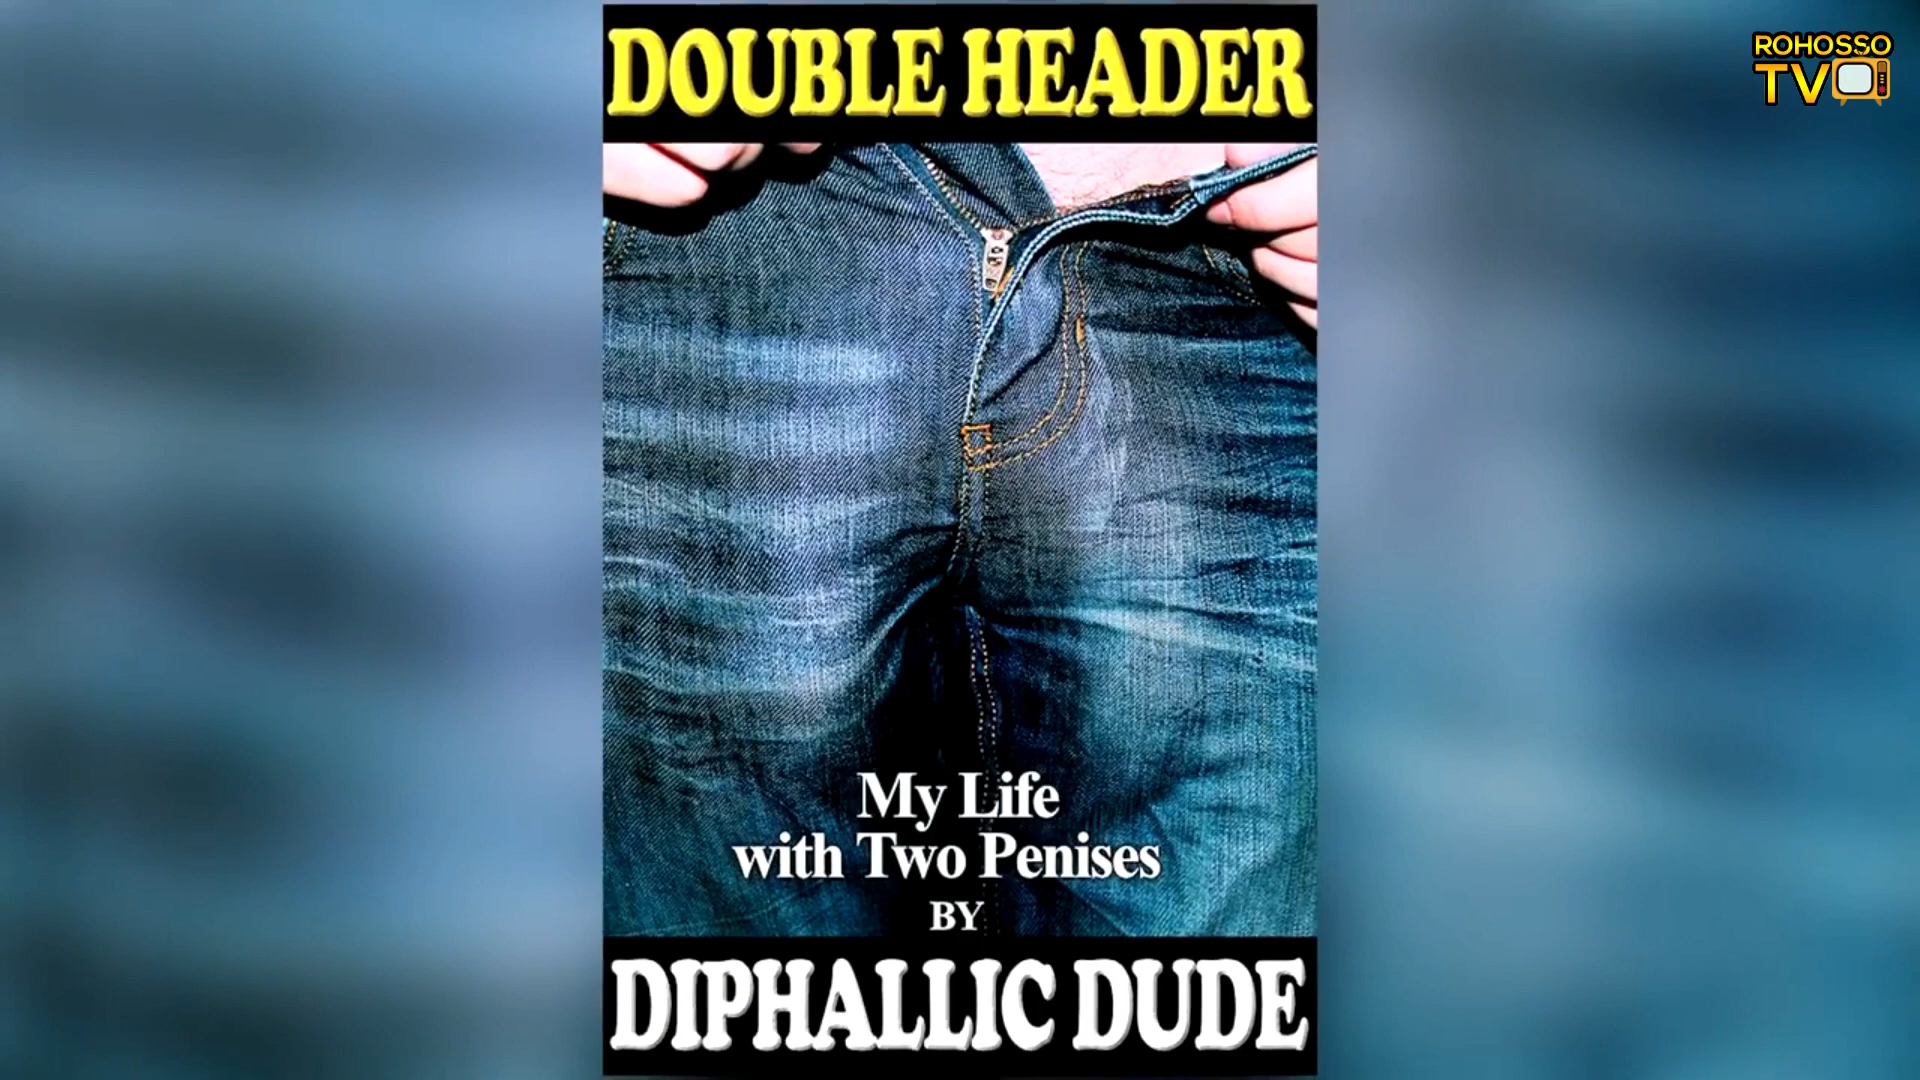 DOUBLE HEADER
ROHOSSO
TV
My Life
with Two Penises
BY
DIPHALLIC DUDE